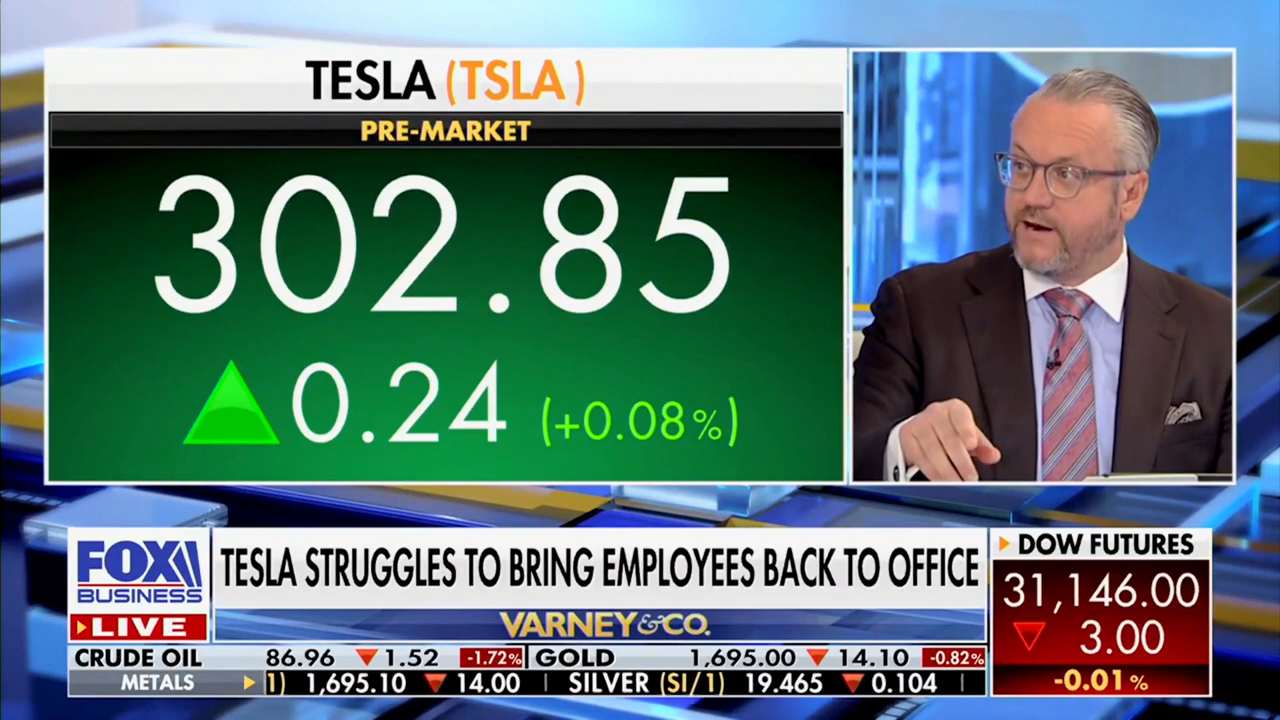 TESLA (TSLA )
PRE-MARKET
302.85
0.24 (+0.08%)
FOX
BUSINESS
LIVE
TESLA STRUGGLES TO BRING EMPLOYEES BACK TO OFFICE
VARNEY&CO.
DOW FUTURES
31,146.00
3.00
-0.01%
CRUDE OIL 86.96 1.52 -1.72% GOLD 1,695.00 14.10 -0.82%
METALS 1) 1,695.10 14.00 SILVER (SI/1) 19.465 0.104